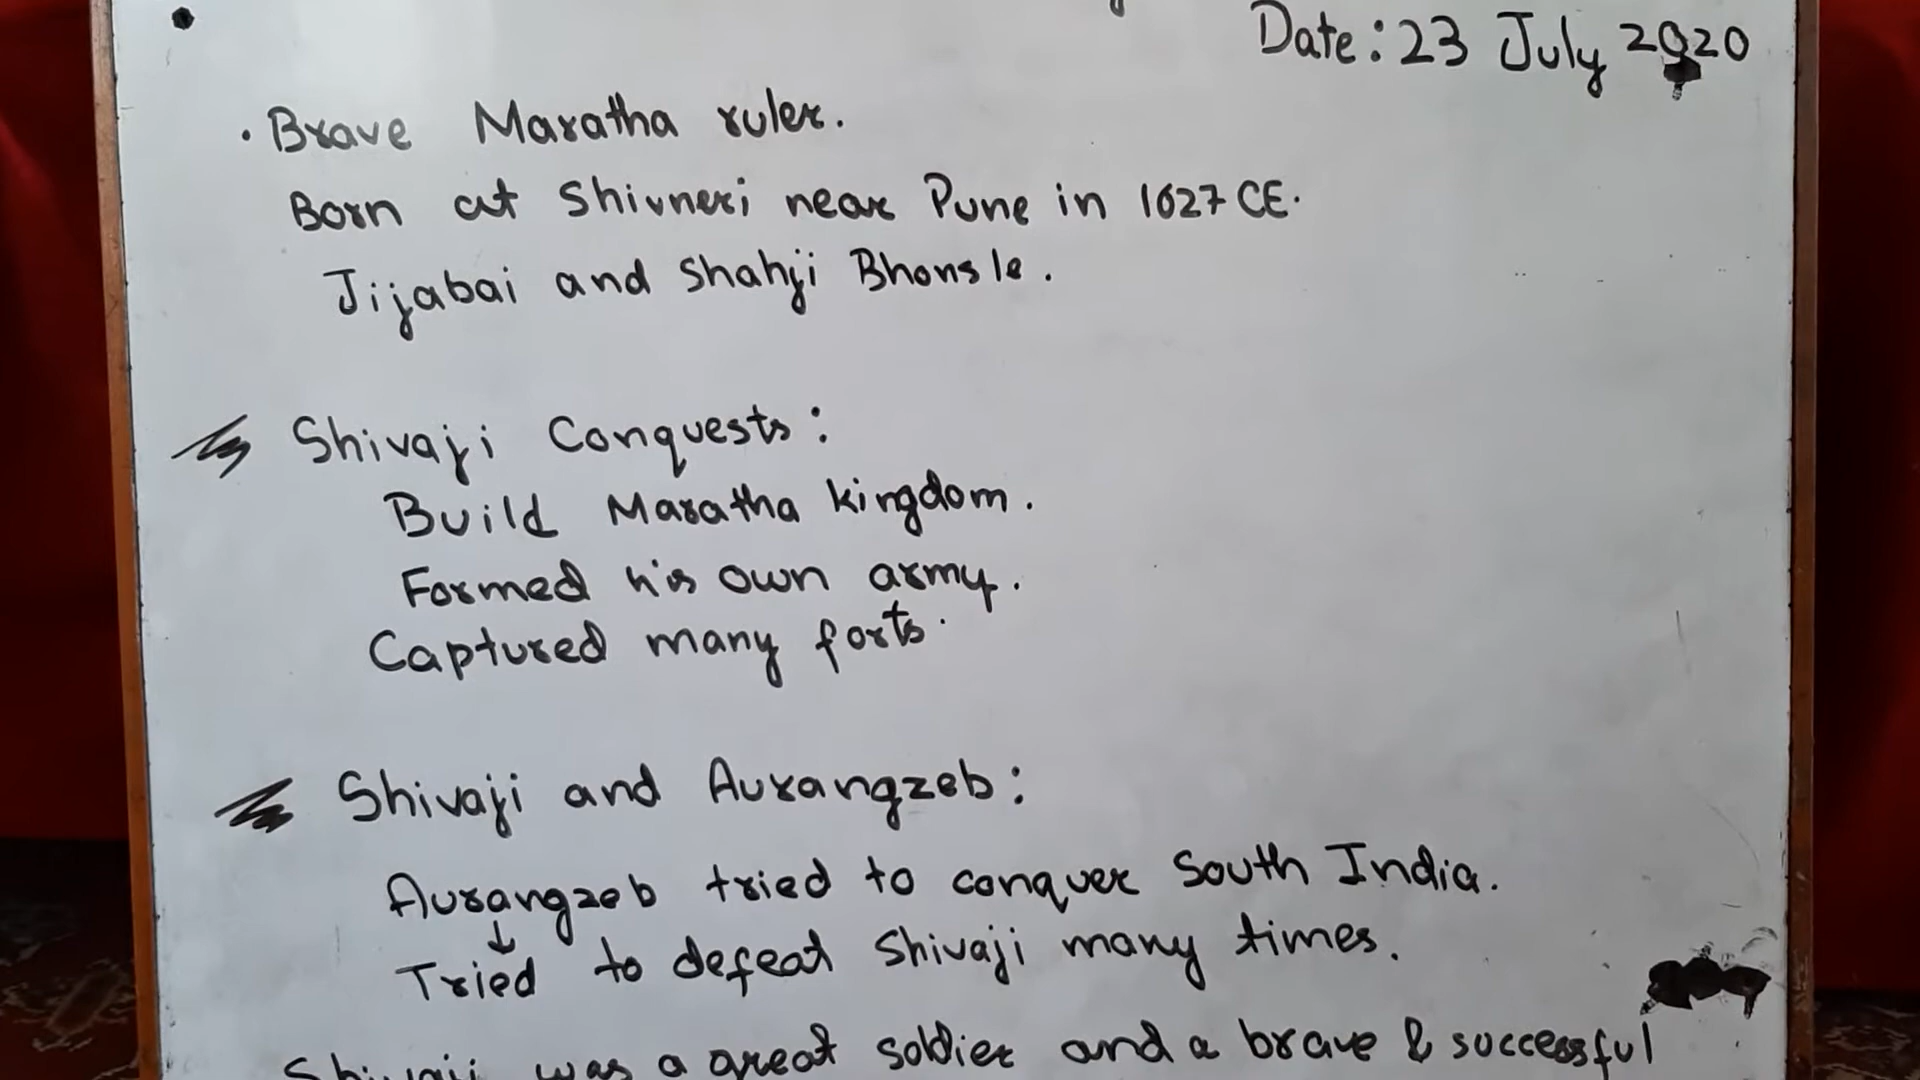 Date: 23 July 2020
• Brave Maratha ruler.
Born at Shivneri near Pune in 1627 CE.
Jijabai and Shahji Bhonsle.
Shivaji Conquests:
Build Maratha kingdom.
Formed his own army.
Captured many forts.
Shivaji and Aurangzeb:
Aurangzeb tried to conquer South India.
↓
Tried to defeat Shivaji many times.
Shivaji was a great soldier and a brave & successful